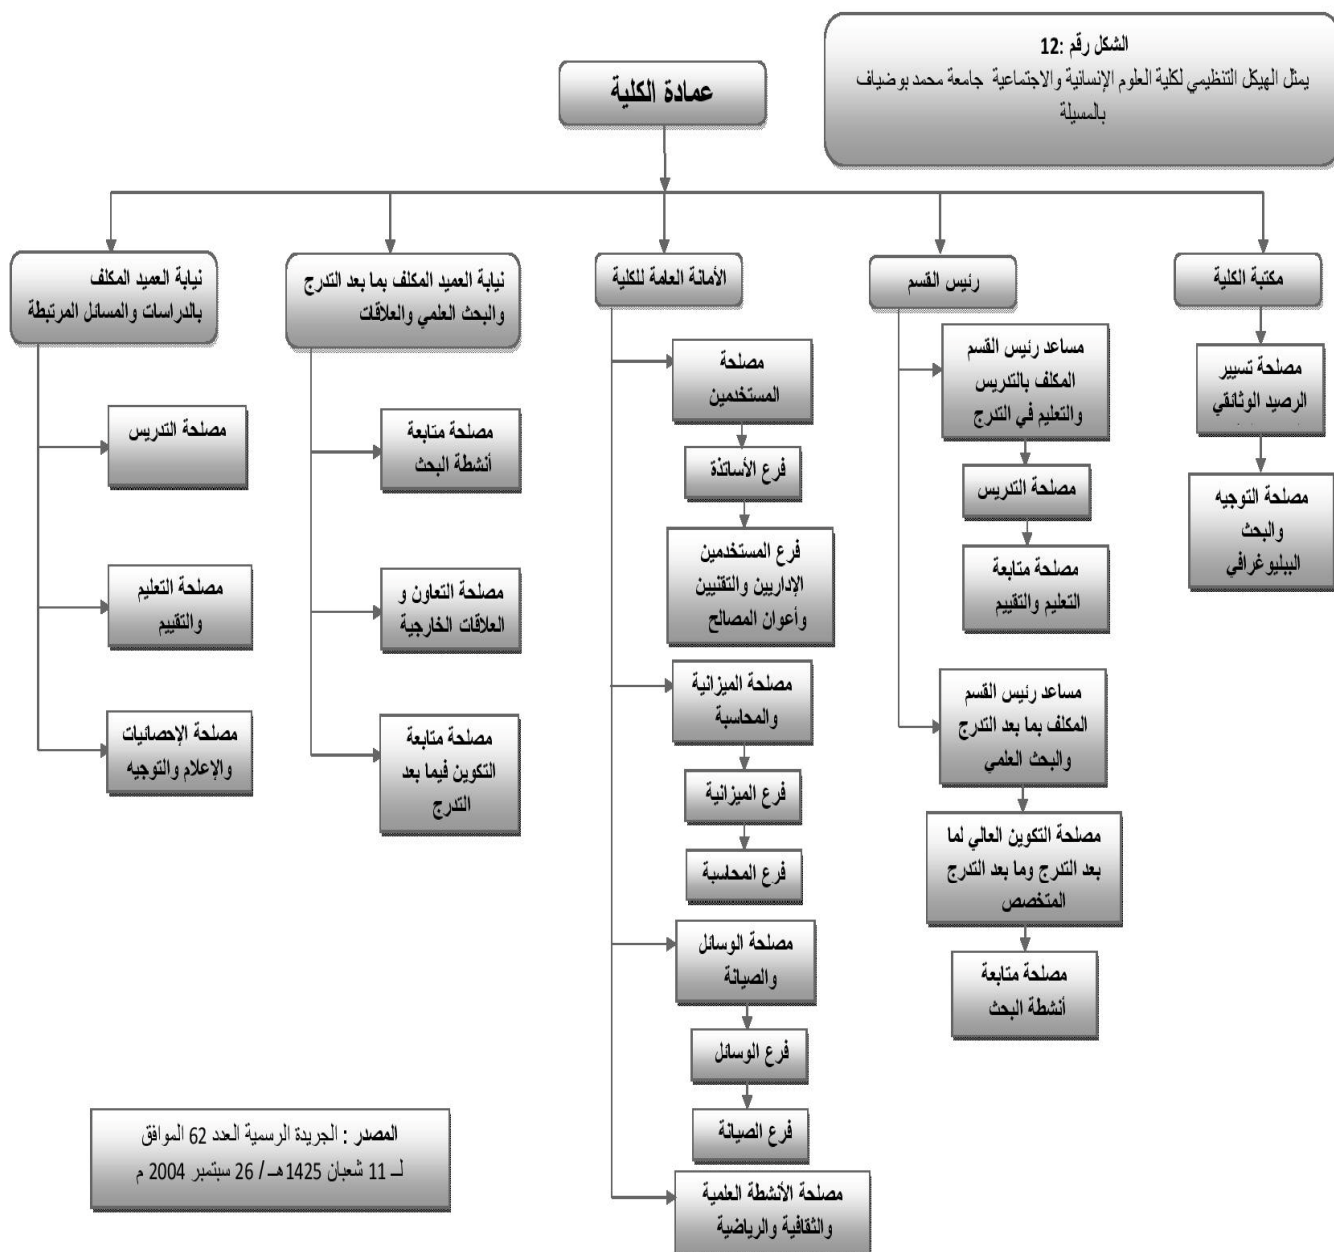 الشكل رقم :12
يمثل الهيكل التنظيمي لكلية العلوم الإنسانية والاجتماعية جامعة محمد بوضياف
بالمسيلة
عمادة الكلية
مكتبة الكلية
مصلحة تسيير
الرصيد الوثائقي
مصلحة التوجيه
والبحث
الببليوغرافي
رئيس القسم
مساعد رئيس القسم
المكلف بالتدريس
والتعليم في التدرج
مصلحة التدريس
مصلحة متابعة
التعليم والتقييم
مساعد رئيس القسم
المكلف بما بعد التدرج
والبحث العلمي
مصلحة التكوين العالي لما
بعد التدرج وما بعد التدرج
المتخصص
مصلحة متابعة
أنشطة البحث
الأمانة العامة للكلية
مصلحة
المستخدمين
فرع الأساتذة
فرع المستخدمين
الإداريين والتقنيين
وأعوان المصالح
مصلحة الميزانية
والمحاسبة
فرع الميزانية
فرع المحاسبة
مصلحة الوسائل
والصيانة
فرع الوسائل
فرع الصيانة
مصلحة الأنشطة العلمية
والثقافية والرياضية
نيابة العميد المكلف بما بعد التدرج
والبحث العلمي والعلاقات
مصلحة متابعة
أنشطة البحث
مصلحة التعاون و
العلاقات الخارجية
مصلحة متابعة
التكوين فيما بعد
التدرج
نيابة العميد المكلف
بالدراسات والمسائل المرتبطة
مصلحة التدريس
مصلحة التعليم
والتقييم
مصلحة الإحصائيات
والإعلام والتوجيه
المصدر : الجريدة الرسمية العدد 62 الموافق
لــ 11 شعبان 1425هــ / 26 سبتمبر 2004 م